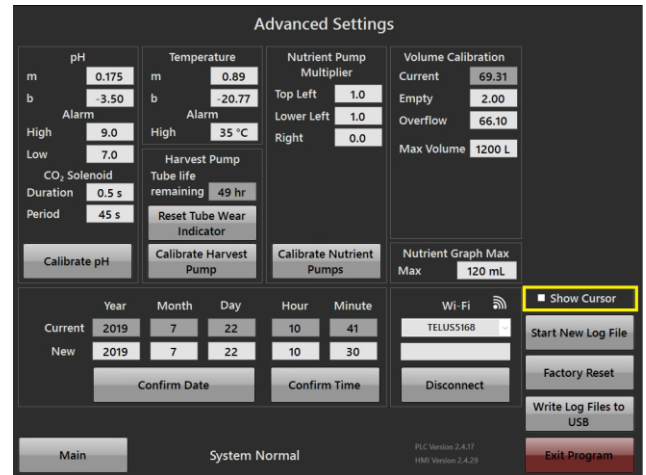 Advanced Settings
pH
m 0.175
b -3.50
Alarm
High 9.0
Low 7.0
CO₂ Solenoid
Duration 0.5 s
Period 45 s
Calibrate pH
Temperature
m 0.89
b -20.77
Alarm
High 35 °C
Harvest Pump
Tube life
remaining 49 hr
Reset Tube Wear
Indicator
Calibrate Harvest
Pump
Nutrient Pump
Multiplier
Top Left 1.0
Lower Left 1.0
Right 0.0
Calibrate Nutrient
Pumps
Volume Calibration
Current 69.31
Empty 2.00
Overflow 66.10
Max Volume 1200 L
Nutrient Graph Max
Max 120 mL
Year Month Day Hour Minute
Current 2019 7 22 10 41
New 2019 7 22 10 30
Confirm Date Confirm Time
Wi-Fi
TELUS5168
Disconnect
Show Cursor
Start New Log File
Factory Reset
Write Log Files to
USB
Main
System Normal
PLC Version 2.4.17
HMI Version 2.4.29
Exit Program